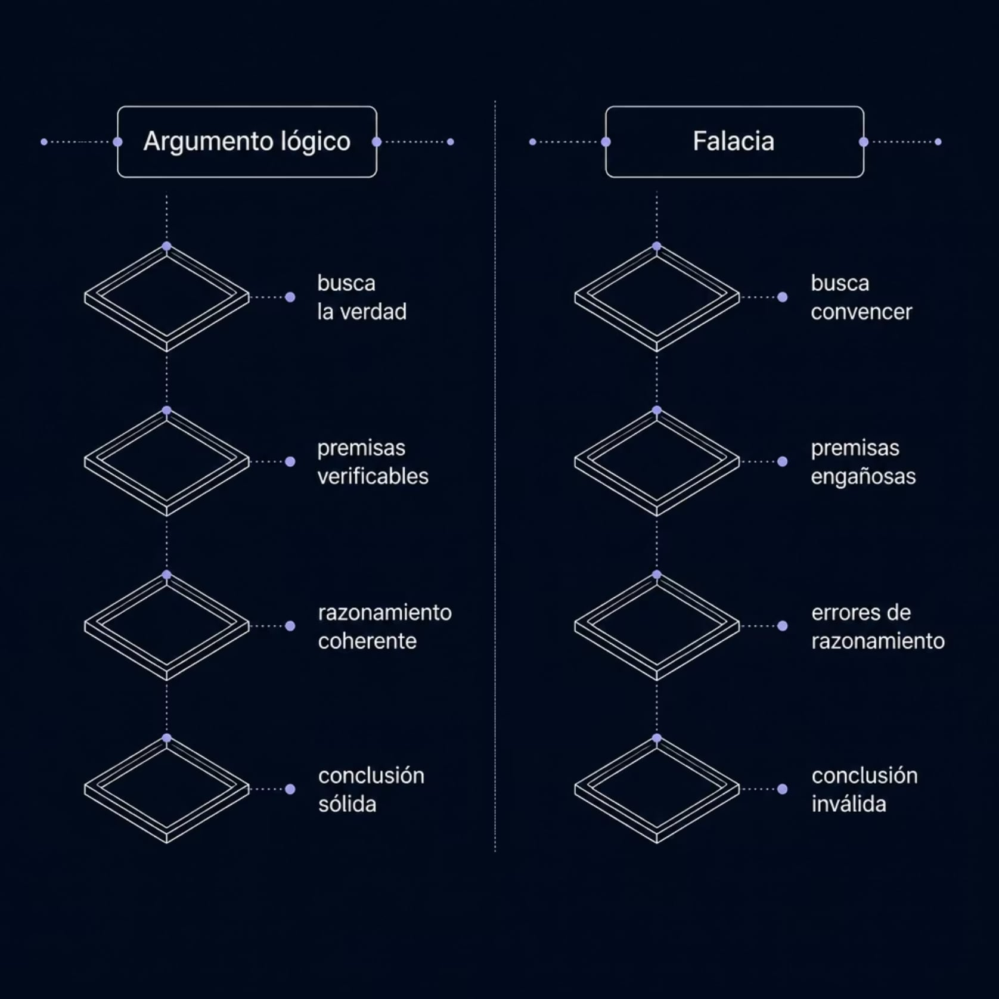 Argumento lógico
busca
la verdad
premisas
verificables
razonamiento
coherente
conclusión
sólida
Falacia
busca
convencer
premisas
engañosas
errores de
razonamiento
conclusión
inválida